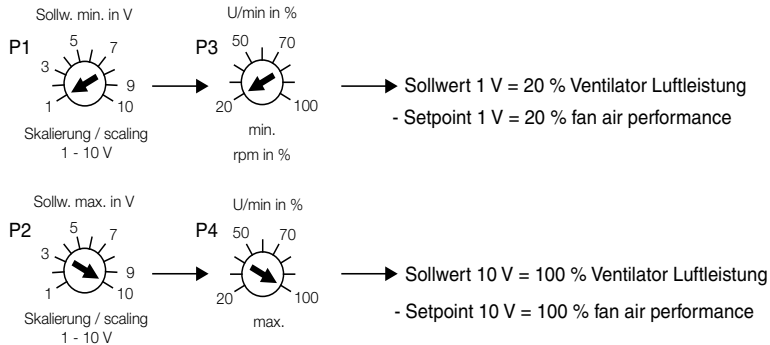 Sollw. min. in V
U/min in %
P1
5
7
3
9
1
10
Skalierung / scaling
1 - 10 V
P3
50
70
20
100
min.
rpm in %
Sollwert 1 V = 20 % Ventilator Luftleistung
- Setpoint 1 V = 20 % fan air performance
Sollw. max. in V
U/min in %
P2
5
7
3
9
1
10
Skalierung / scaling
1 - 10 V
P4
50
70
20
100
max.
Sollwert 10 V = 100 % Ventilator Luftleistung
- Setpoint 10 V = 100 % fan air performance